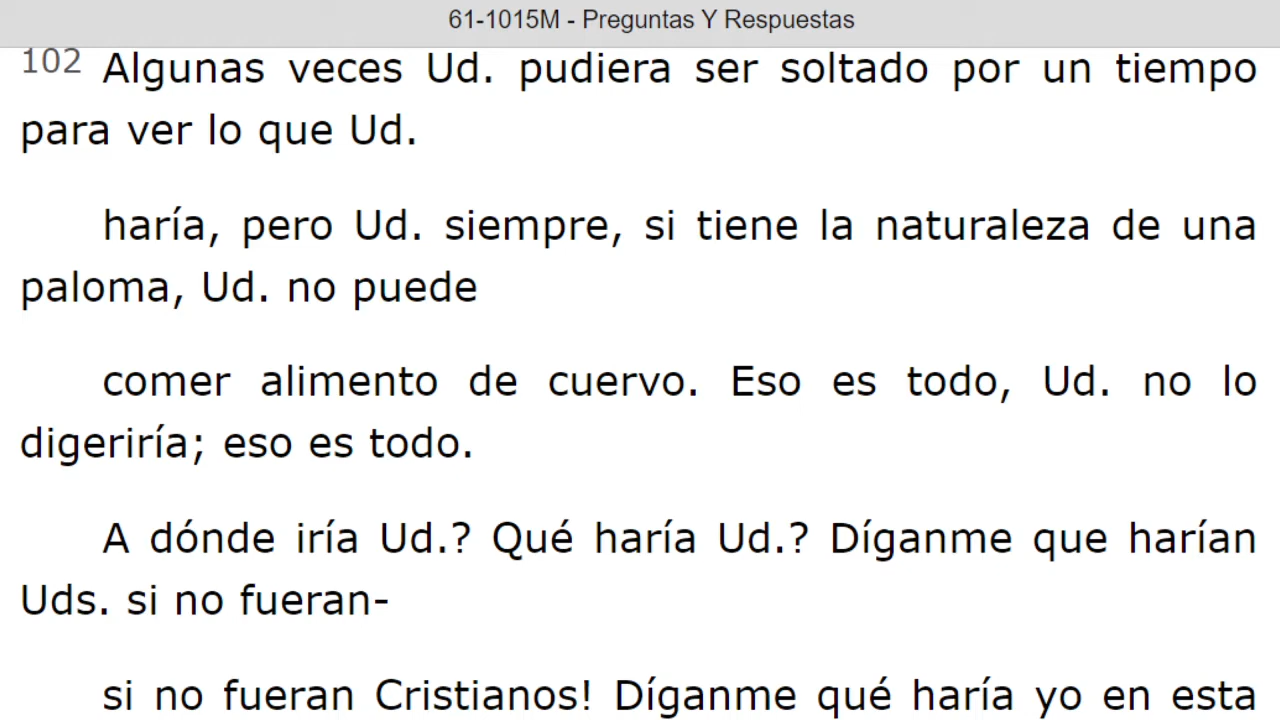 61-1015M - Preguntas Y Respuestas
102 Algunas veces Ud. pudiera ser soltado por un tiempo
para ver lo que Ud.
haría, pero Ud. siempre, si tiene la naturaleza de una
paloma, Ud. no puede
comer alimento de cuervo. Eso es todo, Ud. no lo
digeriría; eso es todo.
A dónde iría Ud.? Qué haría Ud.? Díganme que harían
Uds. si no fueran-
si no fueran Cristianos! Díganme qué haría yo en esta